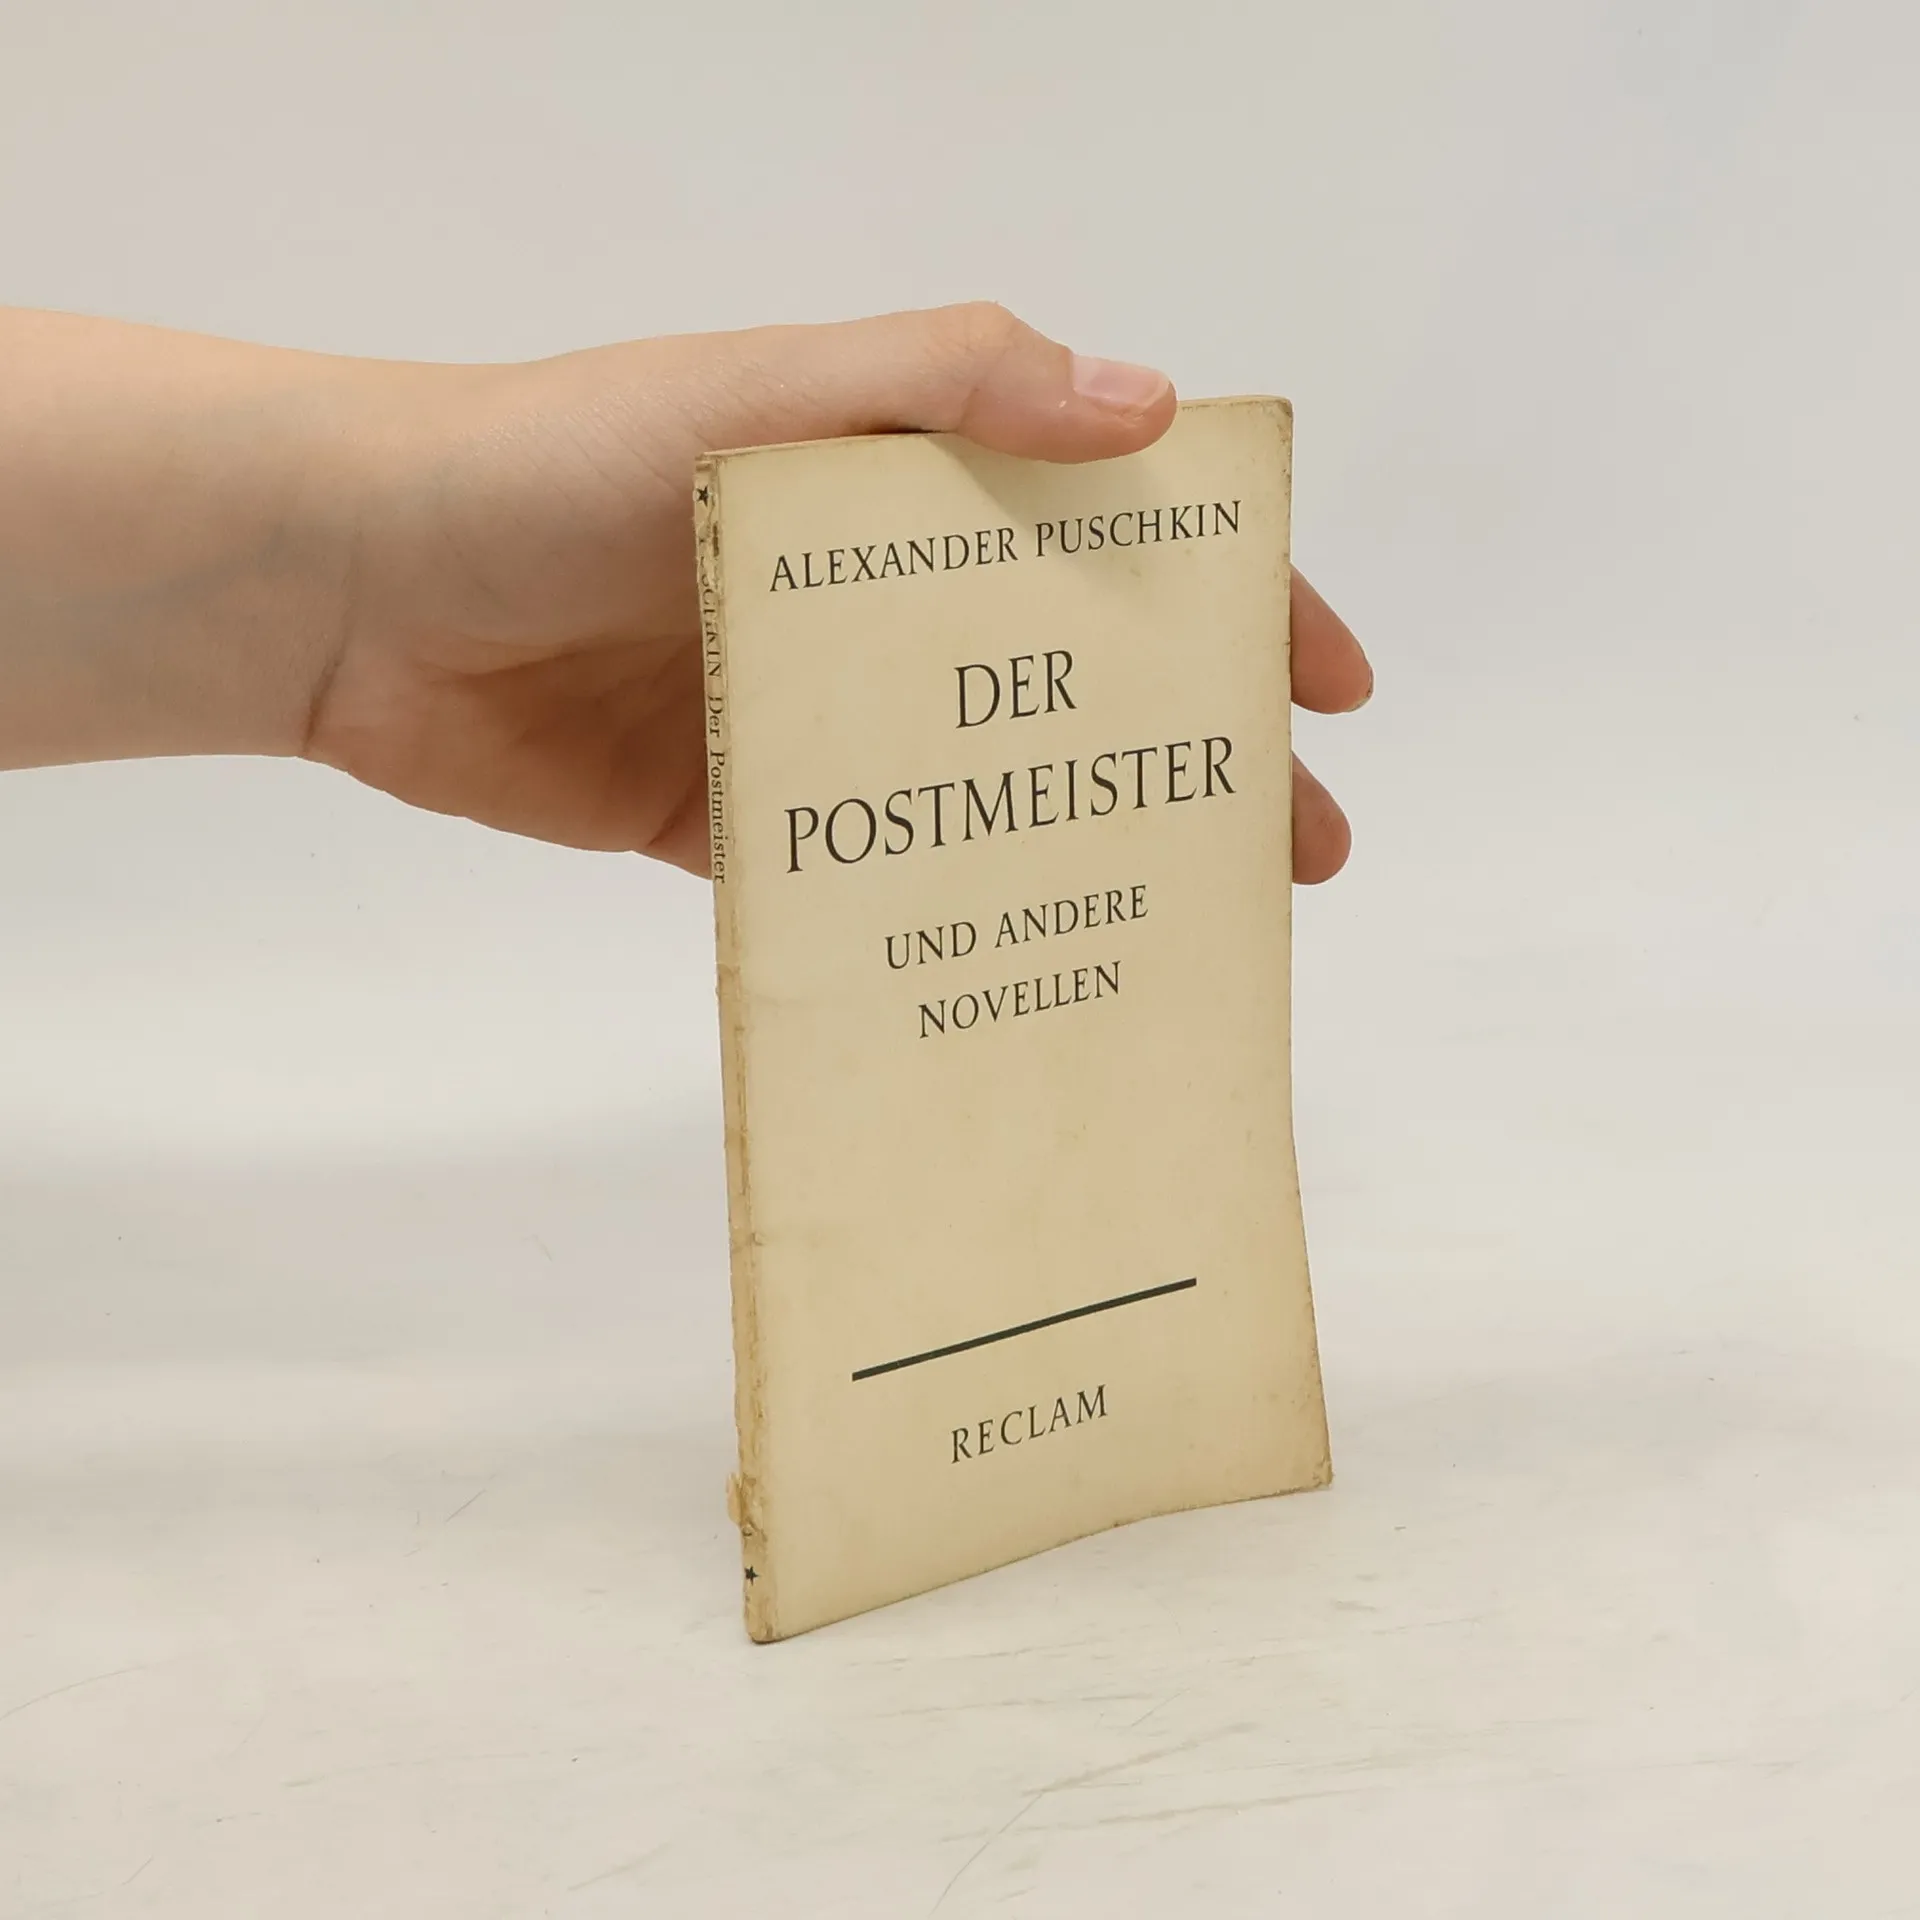 ALEXANDER PUSCHKIN
DER
POSTMEISTER
UND ANDERE
NOVELLEN
RECLAM
Der Postmeister